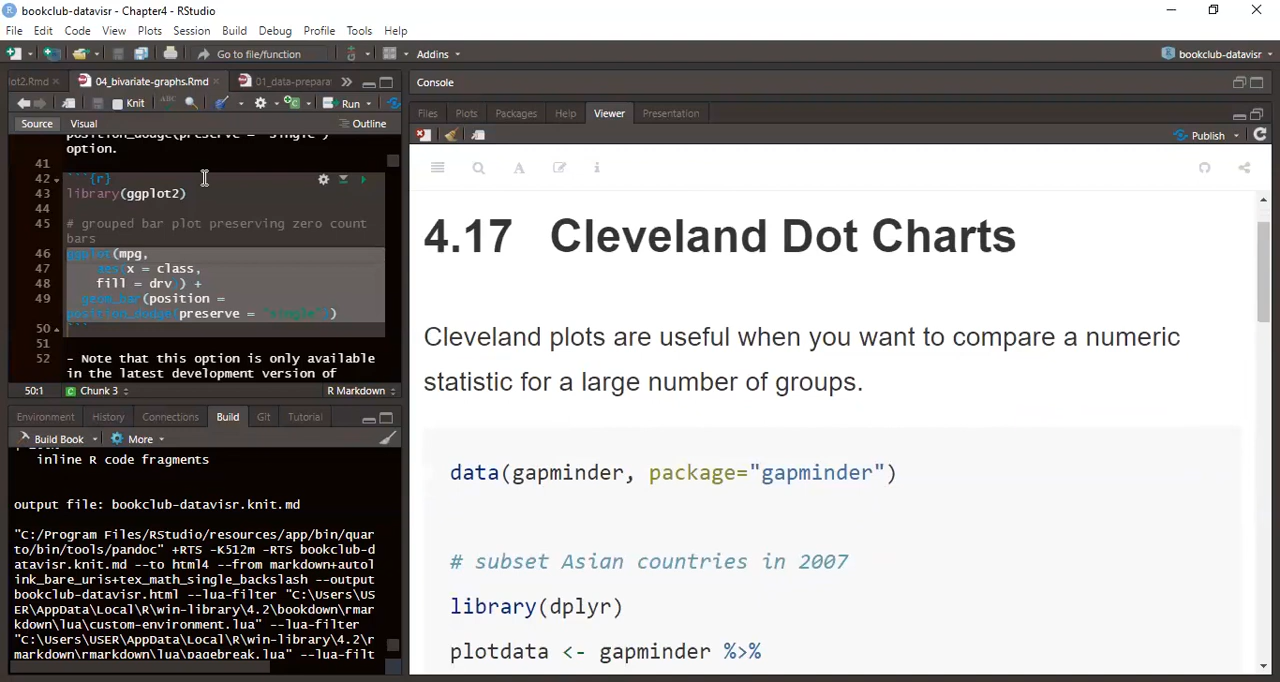 bookclub-datavisr - Chapter4 - RStudio
File Edit Code View Plots Session Build Debug Profile Tools Help
Go to file/function Addins bookclub-datavisr
lot2.Rmd 04_bivariate-graphs.Rmd 01_data-prepara
Knit ABC Run
Source Visual Outline
position_dodge(preserve = "single")
option.
41
42 ```{r}
43 library(ggplot2)
44
45 # grouped bar plot preserving zero count
bars
46 ggplot(mpg,
47 aes(x = class,
48 fill = drv)) +
49 geom_bar(position =
position_dodge(preserve = "single"))
50 ```
51
52 - Note that this option is only available
in the latest development version of
50:1 Chunk 3 R Markdown
Environment History Connections Build Git Tutorial
Build Book More
inline R code fragments
output file: bookclub-datavisr.knit.md
"C:/Program Files/RStudio/resources/app/bin/quar
to/bin/tools/pandoc" +RTS -K512m -RTS bookclub-d
atavisr.knit.md --to html4 --from markdown+autol
ink_bare_uris+tex_math_single_backslash --output
bookclub-datavisr.html --lua-filter "C:\Users\US
ER\AppData\Local\R\win-library\4.2\bookdown\rmar
kdown\lua\custom-environment.lua" --lua-filter
"C:\Users\USER\AppData\Local\R\win-library\4.2\r
markdown\rmarkdown\lua\pagebreak.lua" --lua-filt
Console
Files Plots Packages Help Viewer Presentation
Publish
4.17 Cleveland Dot Charts
Cleveland plots are useful when you want to compare a numeric
statistic for a large number of groups.
data(gapminder, package="gapminder")
# subset Asian countries in 2007
library(dplyr)
plotdata <- gapminder %>%